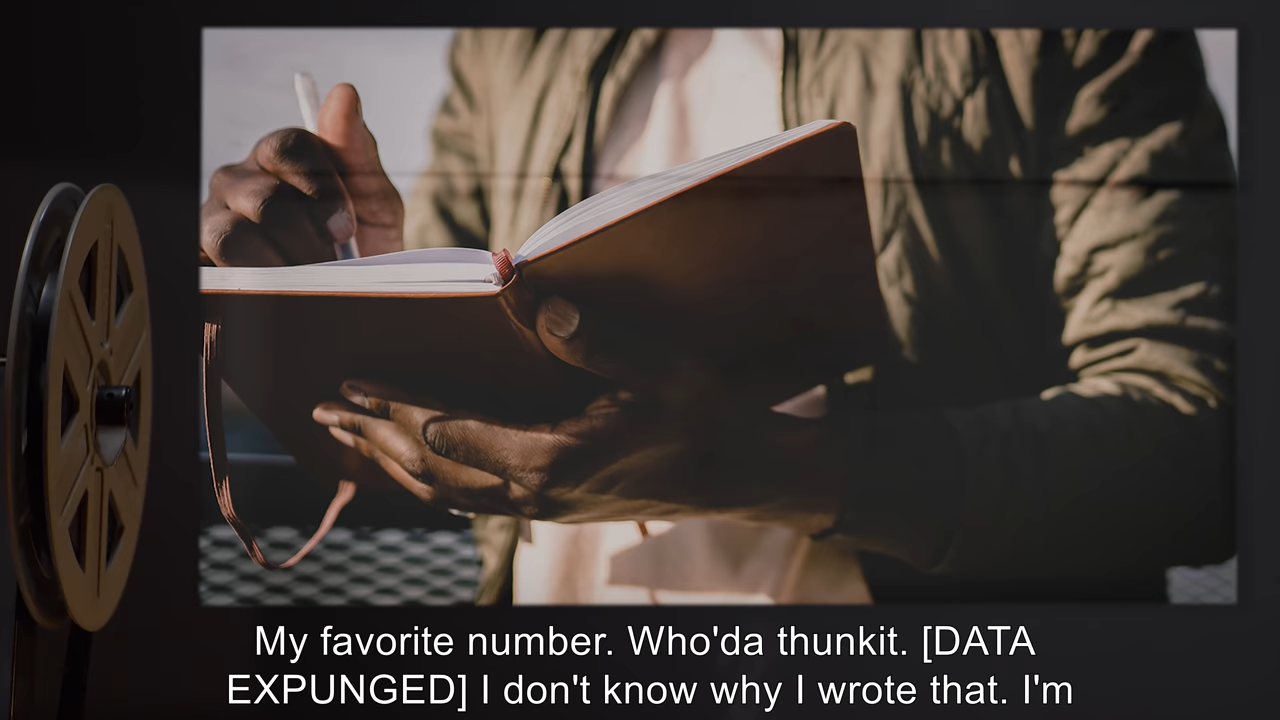 My favorite number. Who'da thunkit. [DATA
EXPUNGED] I don't know why I wrote that. I'm